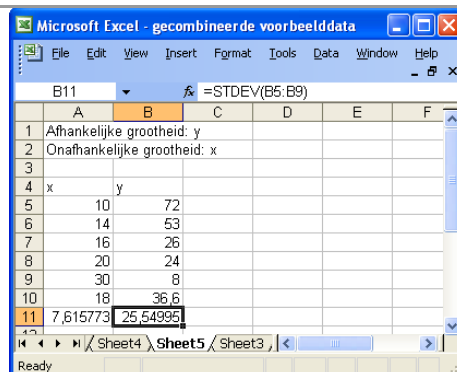 Microsoft Excel - gecombineerde voorbeelddata
File Edit View Insert Format Tools Data Window Help
B11 fx =STDEV(B5:B9)
A B C D E F
1 Afhankelijke grootheid: y
2 Onafhankelijke grootheid: x
3
4 x y
5 10 72
6 14 53
7 16 26
8 20 24
9 30 8
10 18 36,6
11 7,615773 25,54995
Sheet4 Sheet5 Sheet3
Ready